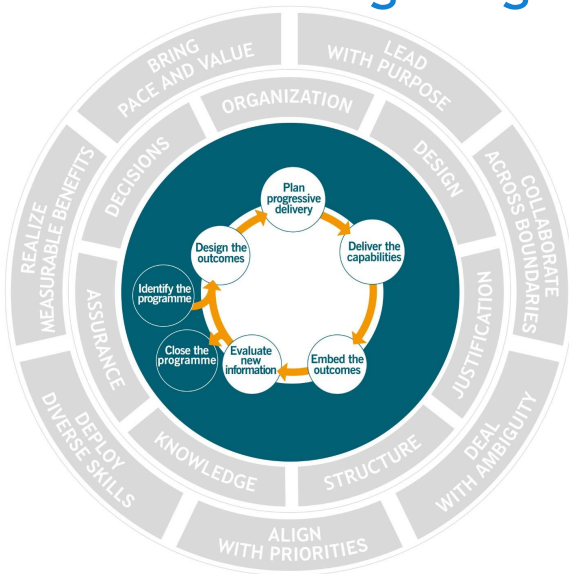 BRING
PACE AND VALUE
LEAD
WITH PURPOSE
COLLABORATE
ACROSS BOUNDARIES
DEAL
WITH AMBIGUITY
ALIGN
WITH PRIORITIES
DEPLOY
DIVERSE SKILLS
REALIZE
MEASURABLE BENEFITS
ORGANIZATION
DESIGN
JUSTIFICATION
STRUCTURE
KNOWLEDGE
ASSURANCE
DECISIONS
Plan
progressive
delivery
Deliver the
capabilities
Embed the
outcomes
Evaluate
new
information
Close the
programme
Identify the
programme
Design the
outcomes